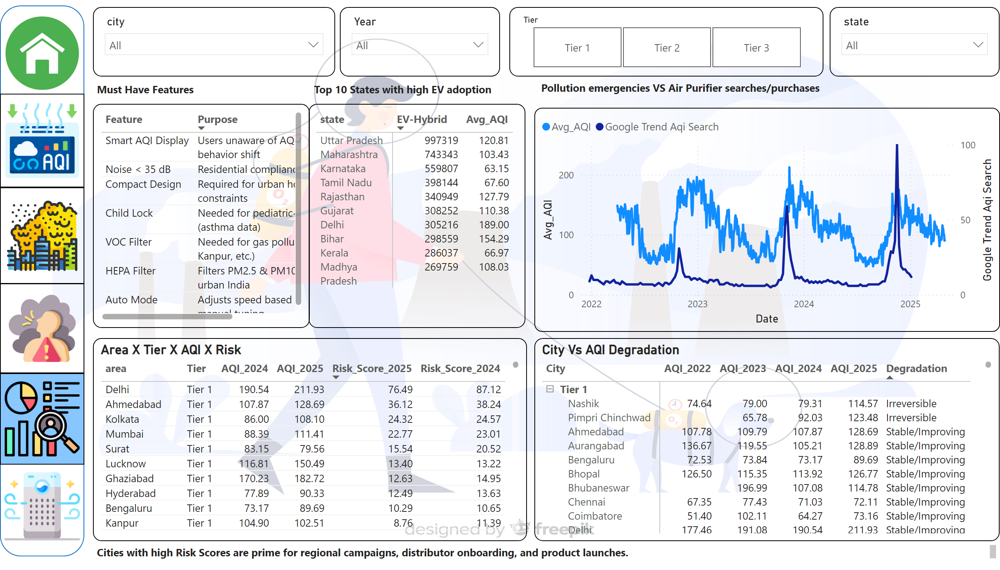 city
All
Year
All
Tier
Tier 1
Tier 2
Tier 3
state
All
AQI
Must Have Features
Feature Purpose
Smart AQI Display Users unaware of AQ
behavior shift
Noise < 35 dB Residential complianc
Compact Design Required for urban ho
constraints
Child Lock Needed for pediatric-
(asthma data)
VOC Filter Needed for gas pollu
Kanpur, etc.)
HEPA Filter Filters PM2.5 & PM10
urban India
Auto Mode Adjusts speed based
manual tuning
Top 10 States with high EV adoption
state EV-Hybrid Avg_AQI
Uttar Pradesh 997319 120.81
Maharashtra 743343 103.43
Karnataka 559807 63.15
Tamil Nadu 398144 67.60
Rajasthan 340949 127.79
Gujarat 308252 110.38
Delhi 305216 189.00
Bihar 298559 154.29
Kerala 286037 66.97
Madhya 269759 108.03
Pradesh
O₂
Pollution emergencies VS Air Purifier searches/purchases
Avg_AQI Google Trend Aqi Search
Avg_AQI
200
100
0
2022 2023 2024 2025
Date
100
50
0
Google Trend Aqi Search
Area X Tier X AQI X Risk
area Tier AQI_2024 AQI_2025 Risk_Score_2025 Risk_Score_2024
Delhi Tier 1 190.54 211.93 76.49 87.12
Ahmedabad Tier 1 107.87 128.69 36.12 38.24
Kolkata Tier 1 86.00 108.10 24.32 24.57
Mumbai Tier 1 88.39 111.41 22.77 23.01
Surat Tier 1 83.15 79.56 15.54 20.52
Lucknow Tier 1 116.81 150.49 13.40 13.22
Ghaziabad Tier 1 170.23 182.72 12.63 14.95
Hyderabad Tier 1 77.89 90.33 12.49 13.63
Bengaluru Tier 1 73.17 89.69 10.29 10.65
Kanpur Tier 1 104.90 102.51 8.76 11.39
City Vs AQI Degradation
City AQI_2022 AQI_2023 AQI_2024 AQI_2025 Degradation
Tier 1
Nashik 74.64 79.00 79.31 114.57 Irreversible
Pimpri Chinchwad 65.78 92.03 123.48 Irreversible
Ahmedabad 107.78 109.79 107.87 128.69 Stable/Improving
Aurangabad 136.67 119.55 105.21 128.89 Stable/Improving
Bengaluru 72.53 73.84 73.17 89.69 Stable/Improving
Bhopal 126.50 115.35 113.92 126.77 Stable/Improving
Bhubaneswar 196.99 107.08 114.78 Stable/Improving
Chennai 67.35 77.43 71.03 72.11 Stable/Improving
Coimbatore 51.40 102.11 64.27 73.16 Stable/Improving
Delhi 177.46 191.08 190.54 211.93 Stable/Improving
O₂
designed by freepik
Cities with high Risk Scores are prime for regional campaigns, distributor onboarding, and product launches.